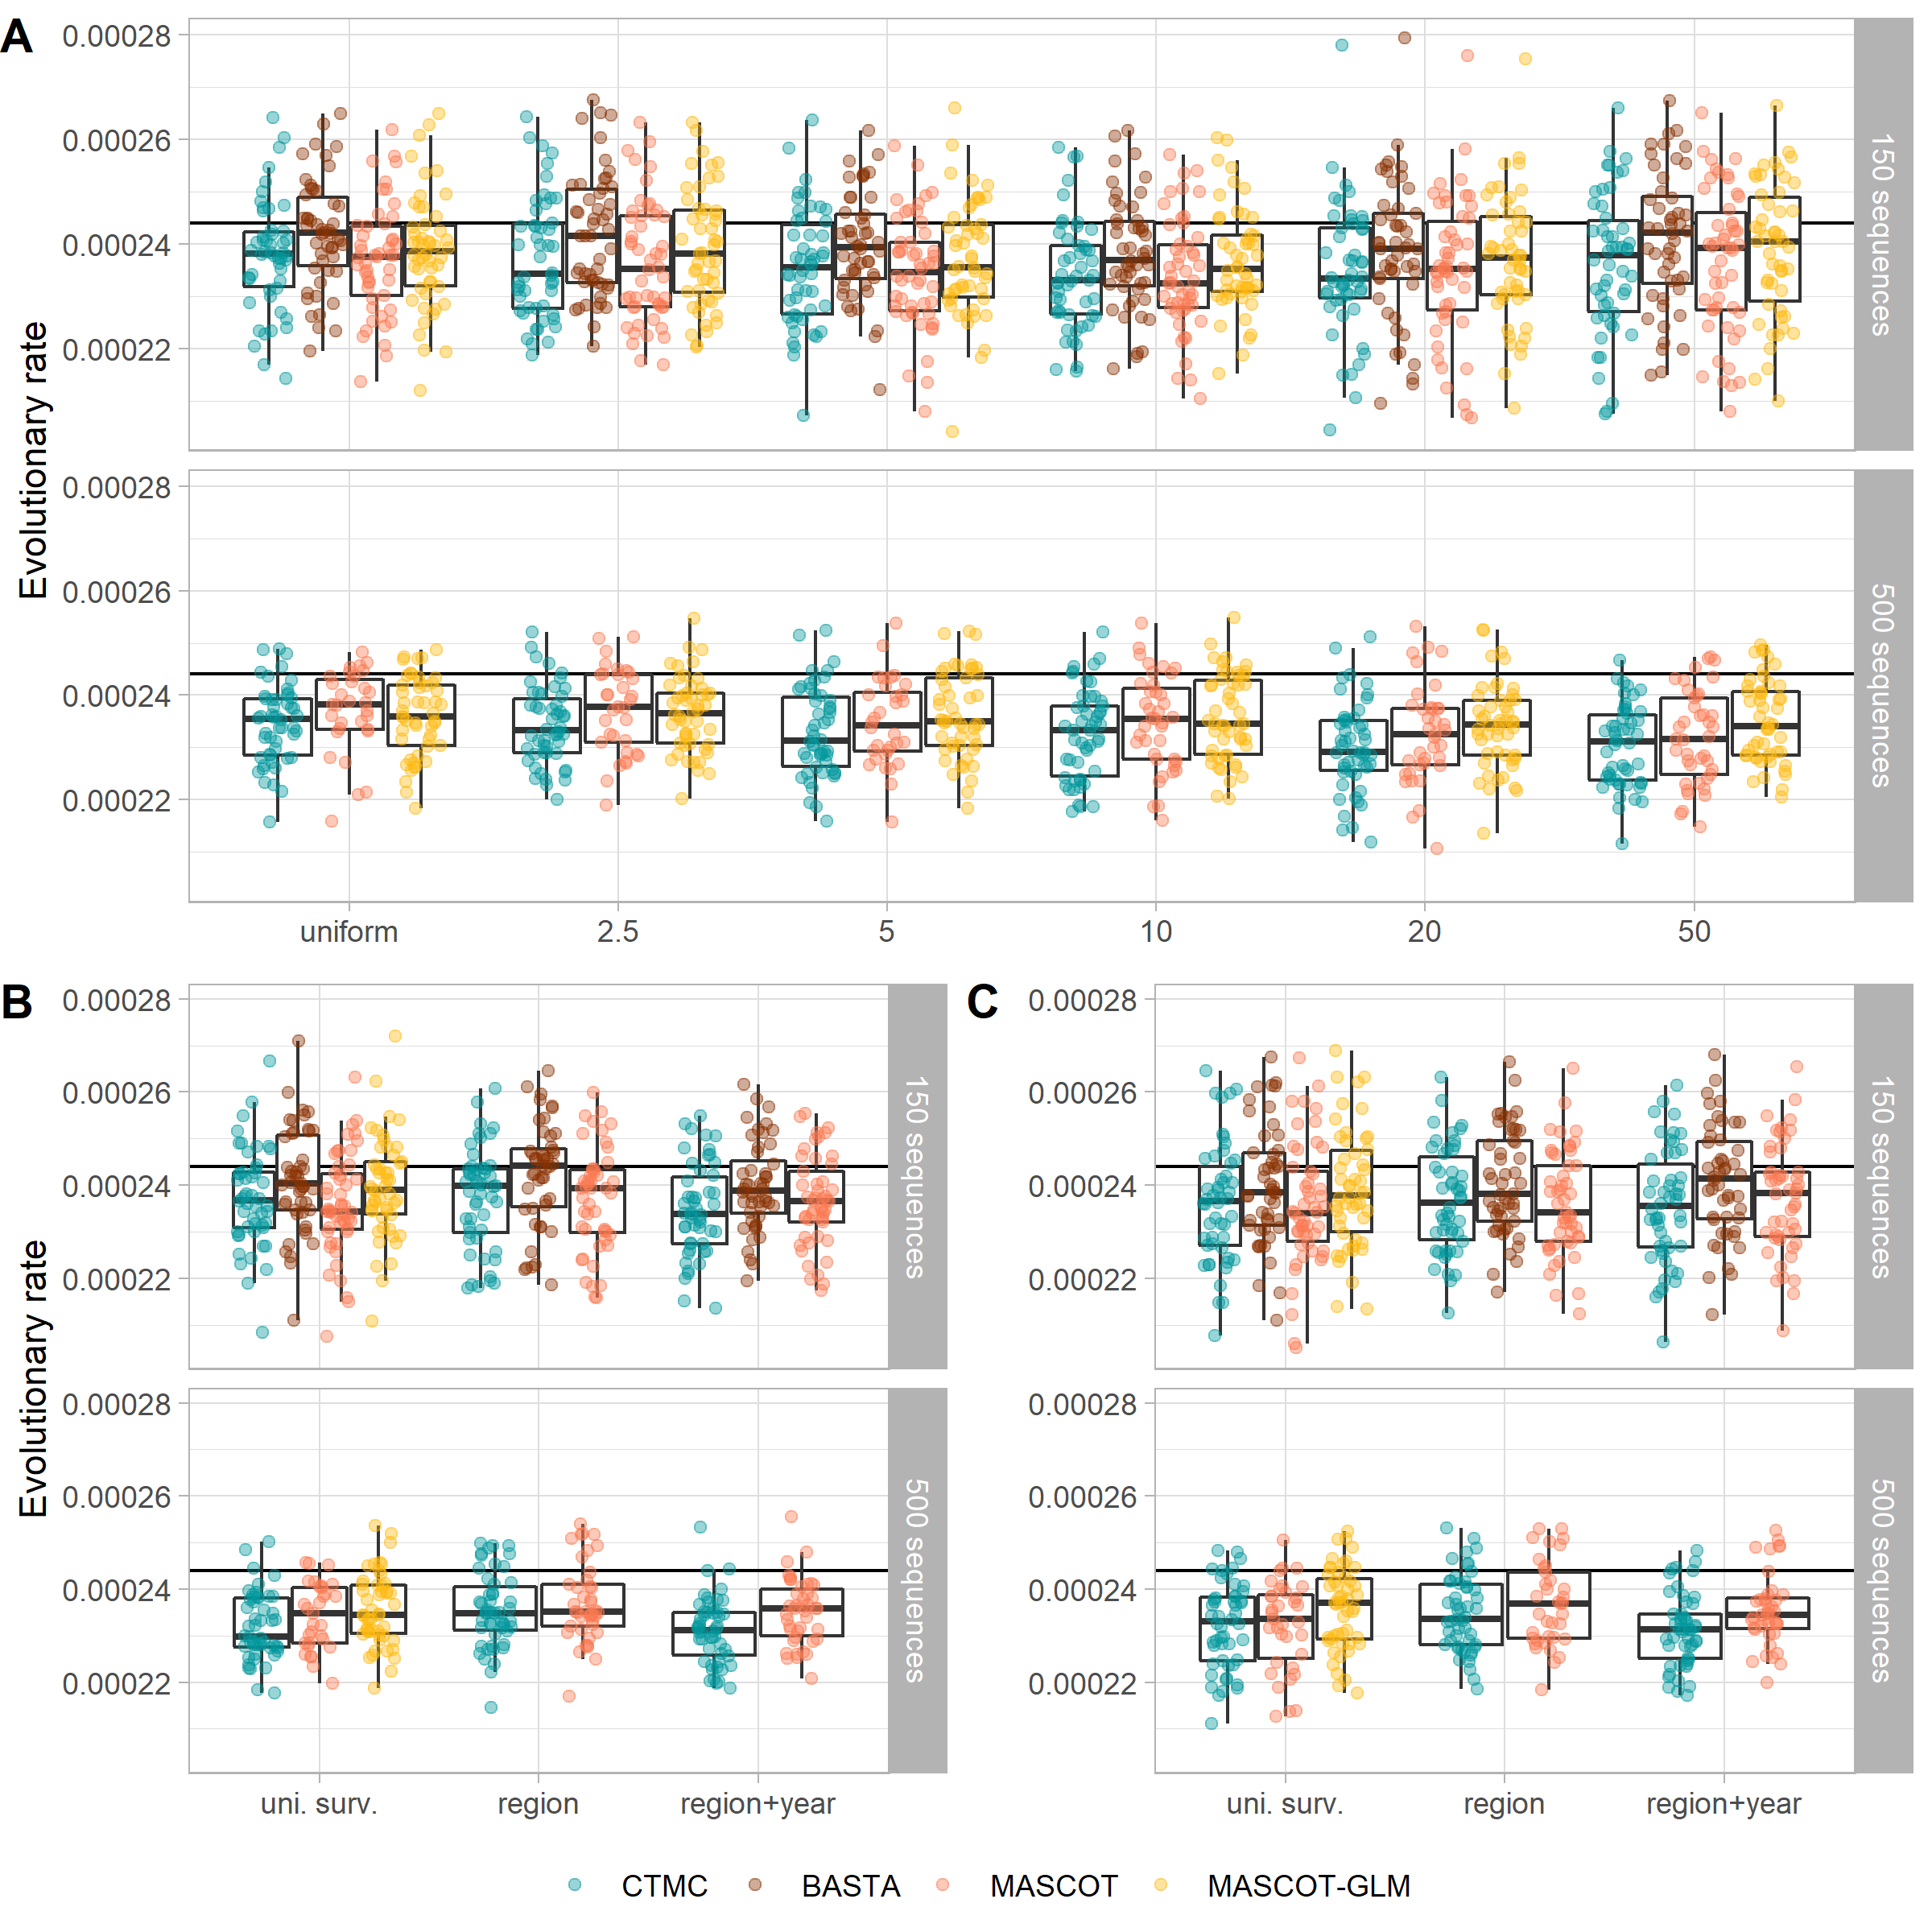 A
Evolutionary rate
0.00028
0.00026
0.00024
0.00022
150 sequences
0.00028
0.00026
0.00024
0.00022
500 sequences
uniform 2.5 5 10 20 50
B
Evolutionary rate
0.00028
0.00026
0.00024
0.00022
150 sequences
0.00028
0.00026
0.00024
0.00022
500 sequences
uni. surv. region region+year
C
0.00028
0.00026
0.00024
0.00022
150 sequences
0.00028
0.00026
0.00024
0.00022
500 sequences
uni. surv. region region+year
CTMC BASTA MASCOT MASCOT-GLM